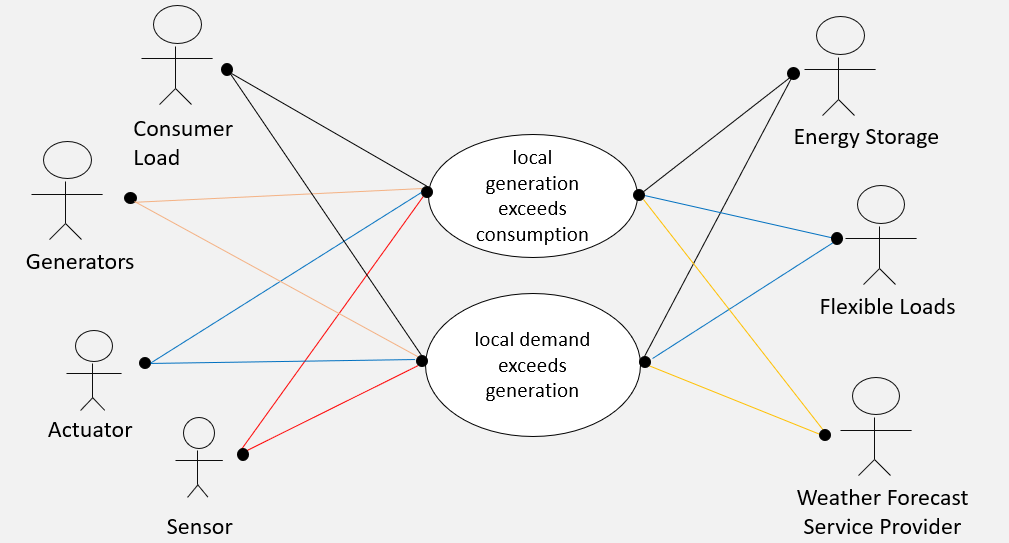 Consumer
Load
Generators
Actuator
Sensor
local
generation
exceeds
consumption
local demand
exceeds
generation
Energy Storage
Flexible Loads
Weather Forecast
Service Provider